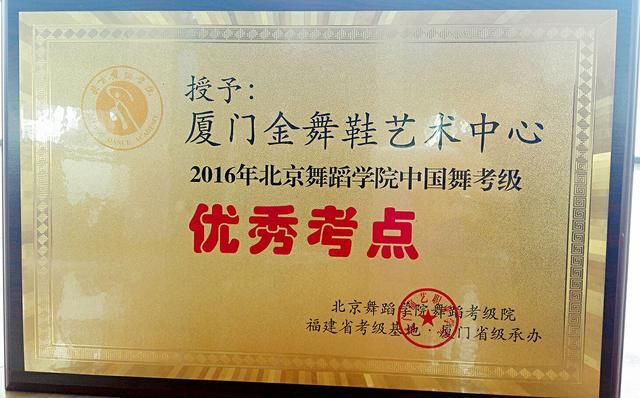 授予：
厦门金舞鞋艺术中心
2016年北京舞蹈学院中国舞考级
优秀考点
北京舞蹈学院舞蹈考级院
福建省考级基地·厦门省级承办